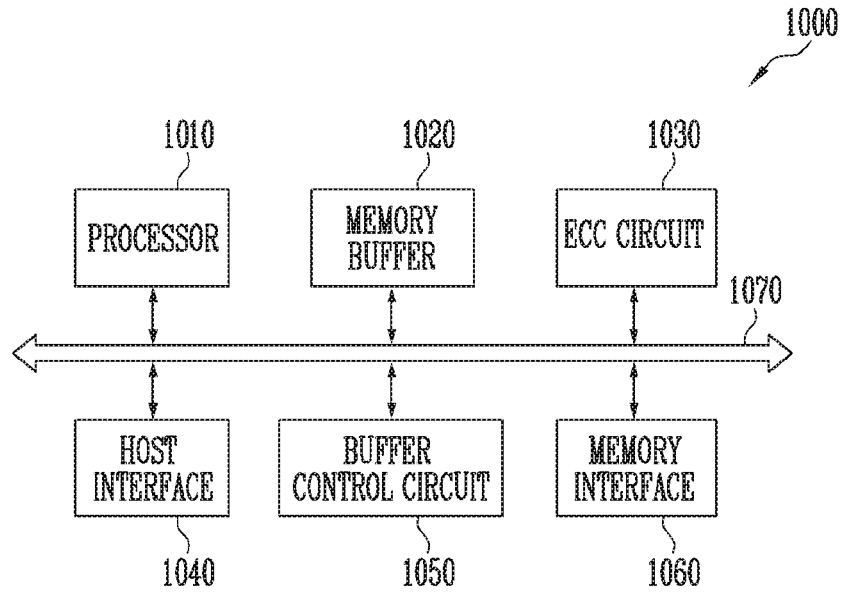 1000
1010
1020
1030
PROCESSOR
MEMORY
BUFFER
ECC CIRCUIT
1070
HOST
INTERFACE
BUFFER
CONTROL CIRCUIT
MEMORY
INTERFACE
1040
1050
1060